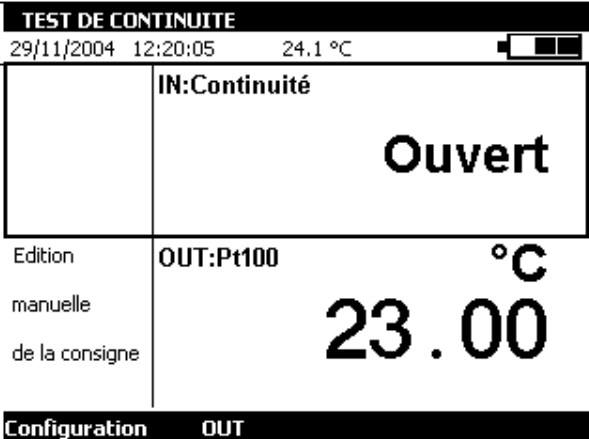 TEST DE CONTINUITE
29/11/2004 12:20:05 24.1 °C
IN:Continuité
Ouvert
Edition
manuelle
de la consigne
OUT:Pt100
°C
23.00
Configuration OUT